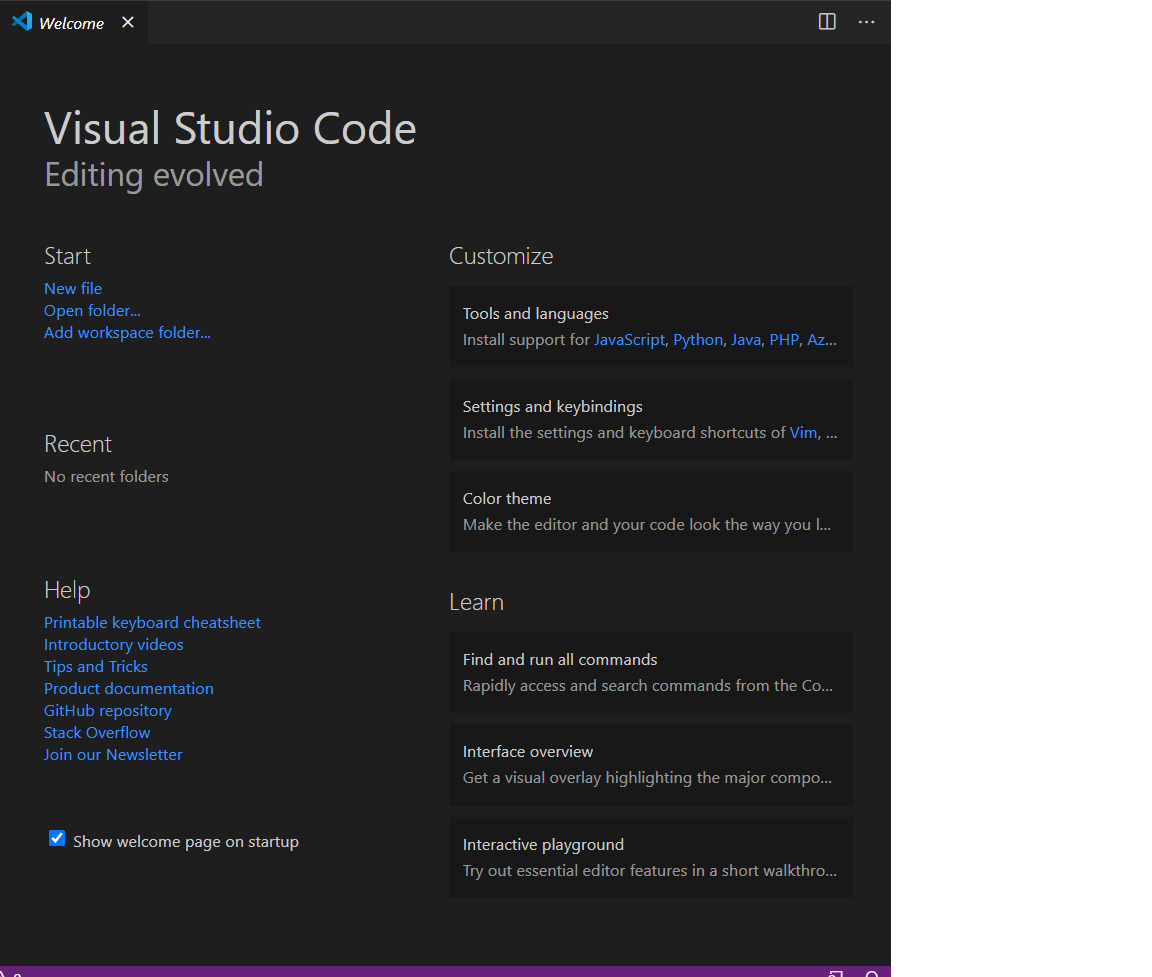 Welcome
Visual Studio Code
Editing evolved
Start
New file
Open folder...
Add workspace folder...
Recent
No recent folders
Help
Printable keyboard cheatsheet
Introductory videos
Tips and Tricks
Product documentation
GitHub repository
Stack Overflow
Join our Newsletter
Show welcome page on startup
Customize
Tools and languages
Install support for JavaScript, Python, Java, PHP, Az...
Settings and keybindings
Install the settings and keyboard shortcuts of Vim, ...
Color theme
Make the editor and your code look the way you l...
Learn
Find and run all commands
Rapidly access and search commands from the Co...
Interface overview
Get a visual overlay highlighting the major compo...
Interactive playground
Try out essential editor features in a short walkthro...